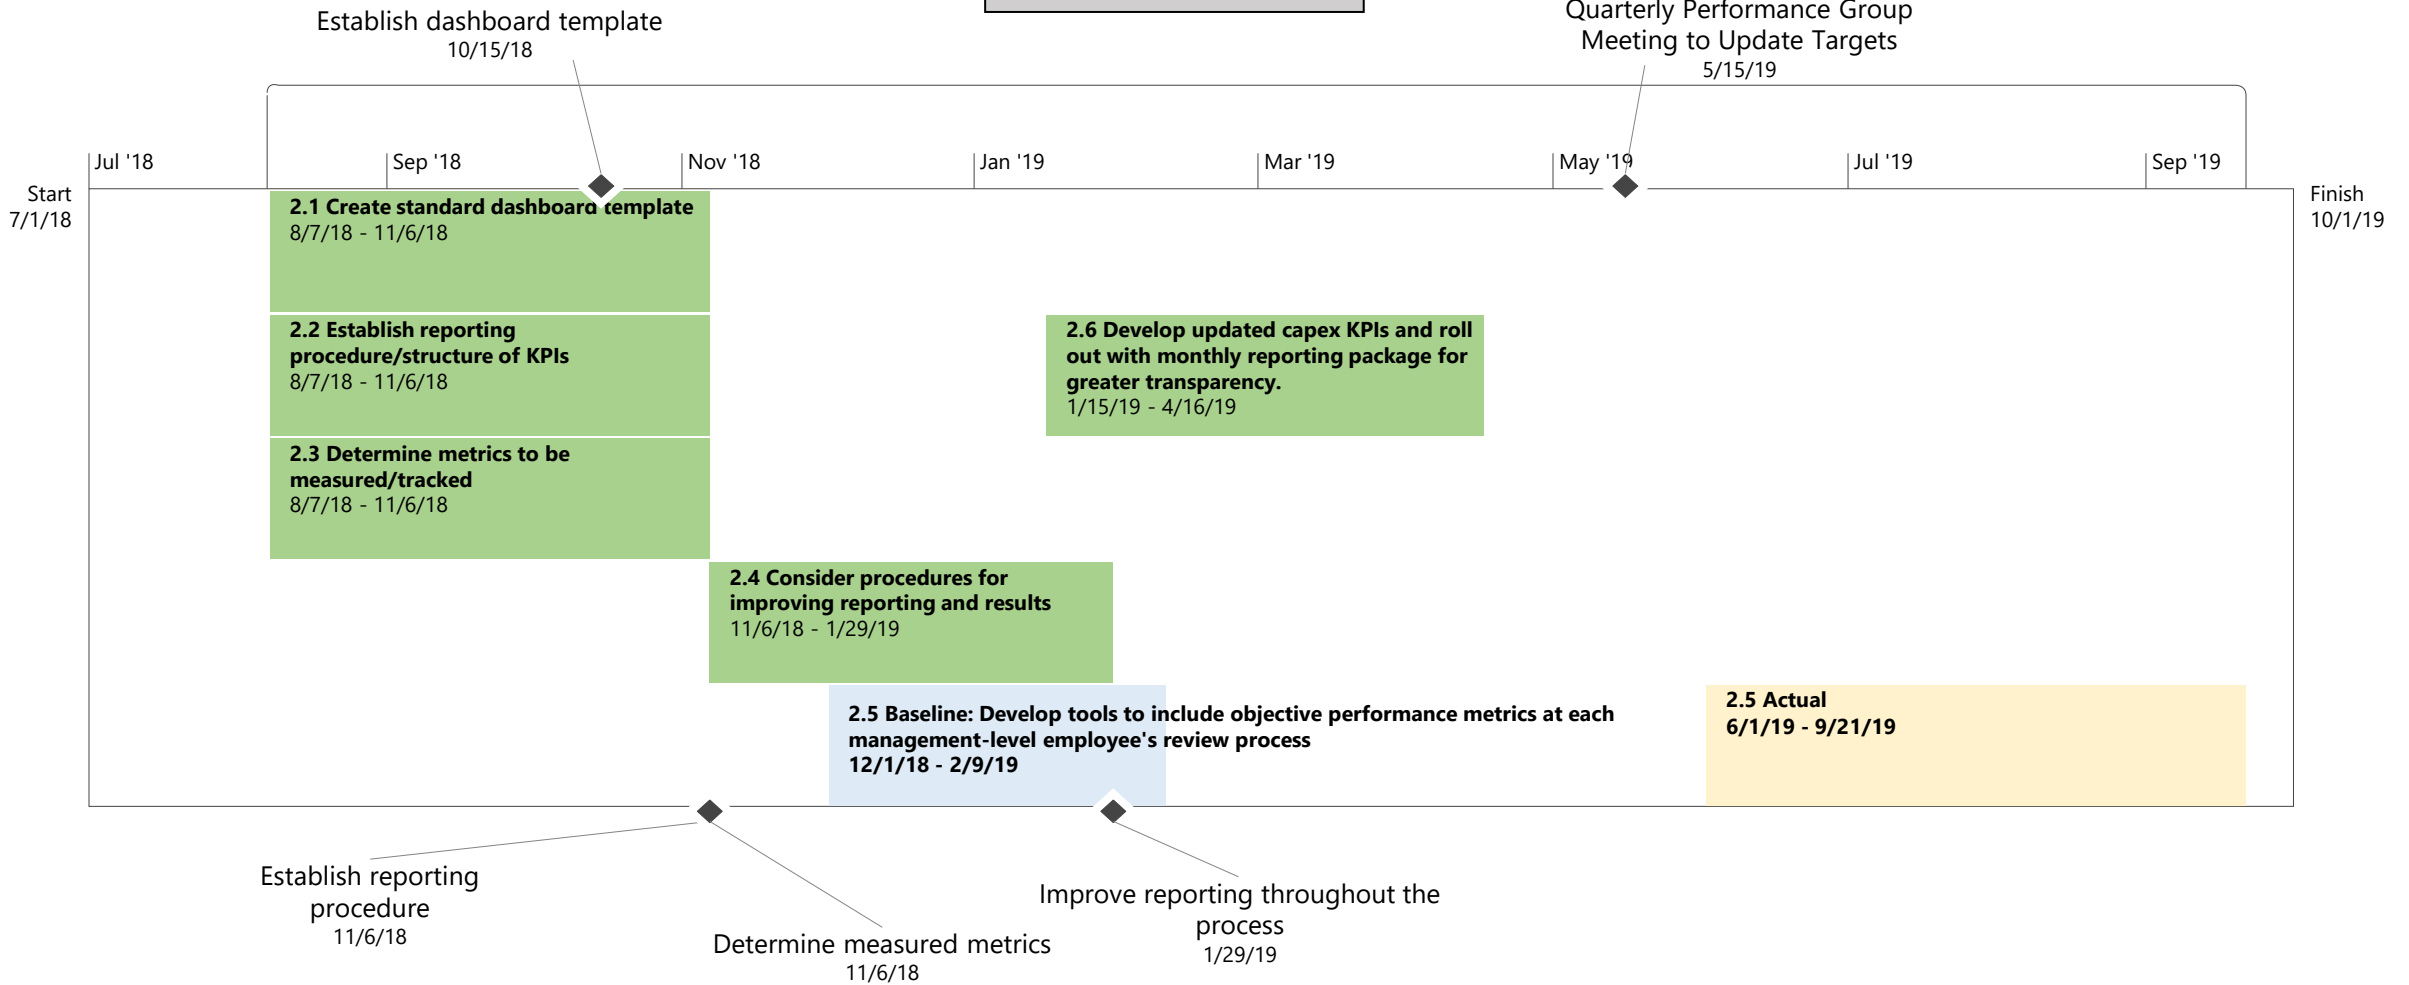 Establish dashboard template
10/15/18
Quarterly Performance Group
Meeting to Update Targets
5/15/19
Jul '18
Sep '18
Nov '18
Jan '19
Mar '19
May '19
Jul '19
Sep '19
Start
7/1/18
Finish
10/1/19
2.1 Create standard dashboard template
8/7/18 - 11/6/18
2.2 Establish reporting
procedure/structure of KPIs
8/7/18 - 11/6/18
2.6 Develop updated capex KPIs and roll
out with monthly reporting package for
greater transparency.
1/15/19 - 4/16/19
2.3 Determine metrics to be
measured/tracked
8/7/18 - 11/6/18
2.4 Consider procedures for
improving reporting and results
11/6/18 - 1/29/19
2.5 Baseline: Develop tools to include objective performance metrics at each
management-level employee's review process
12/1/18 - 2/9/19
2.5 Actual
6/1/19 - 9/21/19
Establish reporting
procedure
11/6/18
Determine measured metrics
11/6/18
Improve reporting throughout the
process
1/29/19